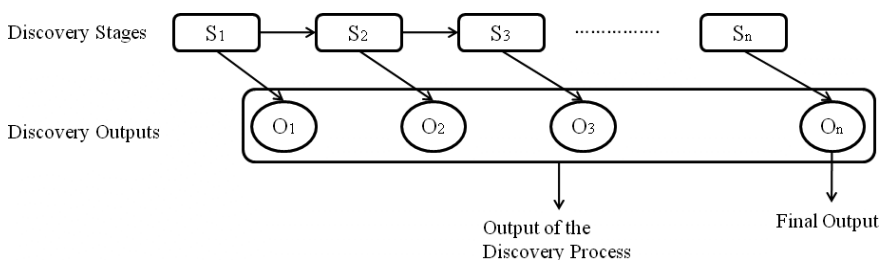 Discovery Stages S1 S2 S3 ................ Sn
Discovery Outputs O1 O2 O3 On
Output of the
Discovery Process
Final Output